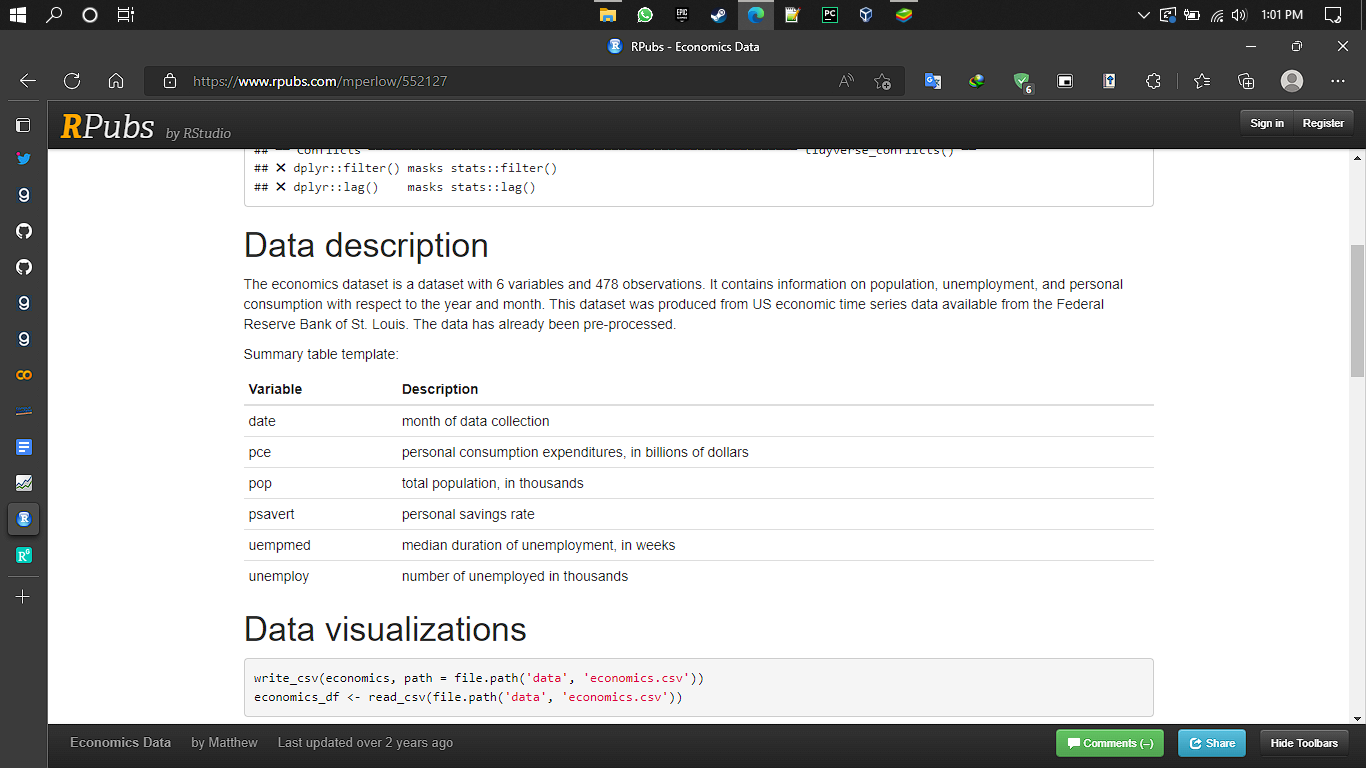 1:01 PM
RPubs - Economics Data
https://www.rpubs.com/mperlow/552127
6
RPubs by RStudio
Sign in Register
## ── Conflicts ────────────────────────────────────────── tidyverse_conflicts() ──
## ✖ dplyr::filter() masks stats::filter()
## ✖ dplyr::lag()    masks stats::lag()
Data description
The economics dataset is a dataset with 6 variables and 478 observations. It contains information on population, unemployment, and personal
consumption with respect to the year and month. This dataset was produced from US economic time series data available from the Federal
Reserve Bank of St. Louis. The data has already been pre-processed.
Summary table template:
Variable Description
date month of data collection
pce personal consumption expenditures, in billions of dollars
pop total population, in thousands
psavert personal savings rate
uempmed median duration of unemployment, in weeks
unemploy number of unemployed in thousands
Data visualizations
write_csv(economics, path = file.path('data', 'economics.csv'))
economics_df <- read_csv(file.path('data', 'economics.csv'))
Economics Data by Matthew Last updated over 2 years ago
Comments (–) Share Hide Toolbars